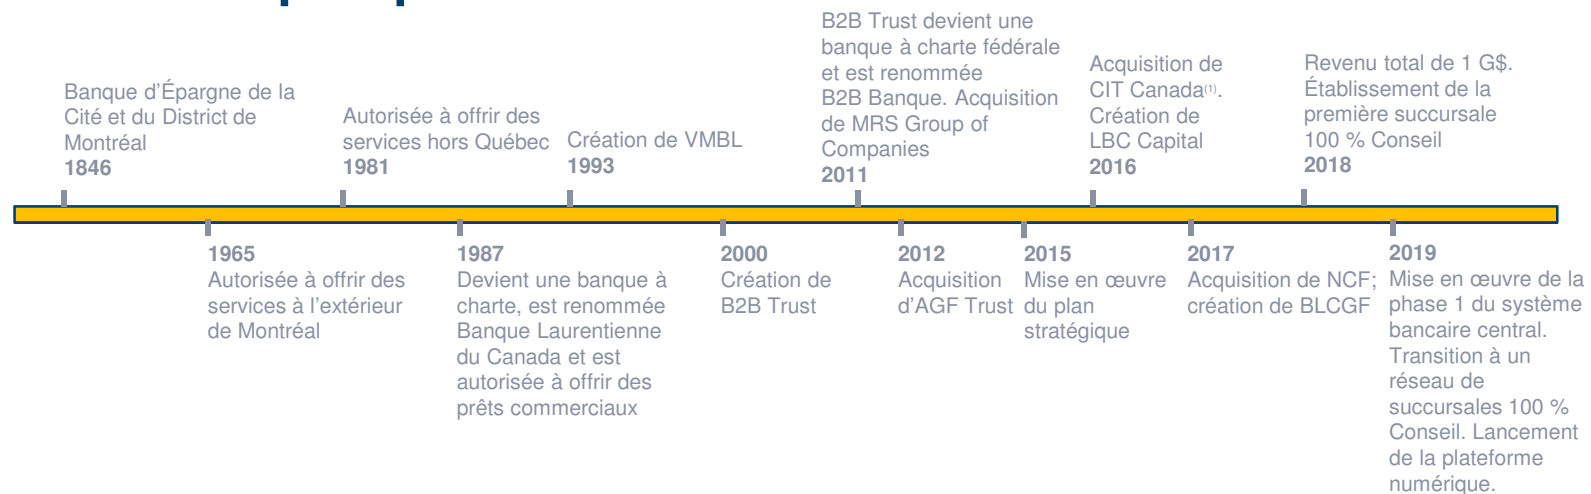 Banque d'Épargne de la
Cité et du District de
Montréal
1846
Autorisée à offrir des
services hors Québec
1981
Création de VMBL
1993
B2B Trust devient une
banque à charte fédérale
et est renommée
B2B Banque. Acquisition
de MRS Group of
Companies
2011
Acquisition de
CIT Canada(1).
Création de
LBC Capital
2016
Revenu total de 1 G$.
Établissement de la
première succursale
100 % Conseil
2018
1965
Autorisée à offrir des
services à l'extérieur
de Montréal
1987
Devient une banque à
charte, est renommée
Banque Laurentienne
du Canada et est
autorisée à offrir des
prêts commerciaux
2000
Création de
B2B Trust
2012
Acquisition
d'AGF Trust
2015
Mise en œuvre
du plan
stratégique
2017
Acquisition de NCF;
création de BLCGF
2019
Mise en œuvre de la
phase 1 du système
bancaire central.
Transition à un
réseau de
succursales 100 %
Conseil. Lancement
de la plateforme
numérique.